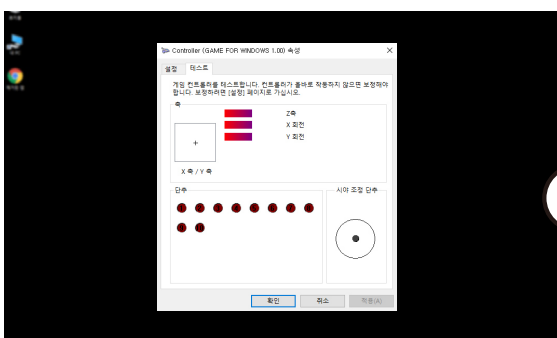 Controller (GAME FOR WINDOWS 1.00) 속성
설정 테스트
게임 컨트롤러를 테스트합니다. 컨트롤러가 올바로 작동하지 않으면 보정해야
합니다. 보정하려면 [설정] 페이지로 가십시오.
축
Z축
X 회전
Y 회전
X 축 / Y 축
단추
시야 조정 단추
확인 취소 적용(A)